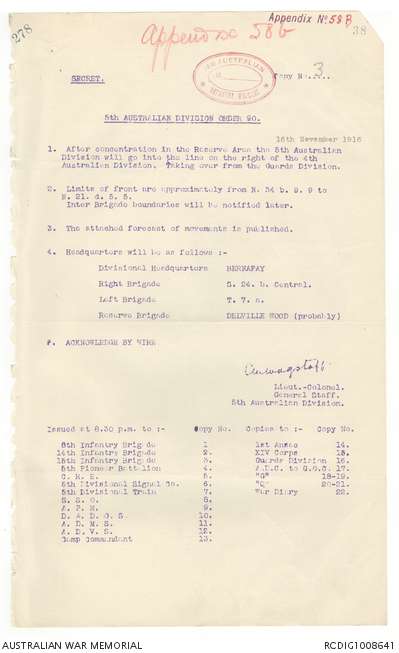 Appendix No 58B
278
Appendix 58b
38
SECRET.
Copy No. 3
AUSTRALIAN
5th AUSTRALIAN DIVISION ORDER 90.
16th November 1916
1. After concentration in the Reserve Area the 5th Australian
Division will go into the line on the right of the 4th
Australian Division. Taking over from the Guards Division.
2. Limits of front are approximately from N. 34 b. 9. 9 to
N. 21. d. 5. 5.
Inter Brigade boundaries will be notified later.
3. The attached forecast of movements is published.
4. Headquarters will be as follows :-
Divisional Headquarters BERNAFAY
Right Brigade S. 24. b. Central.
Left Brigade T. 7. a.
Reserve Brigade DELVILLE WOOD (probably)
ACKNOWLEDGE BY WIRE
Lieut.-Colonel.
General Staff.
5th Australian Division.
Issued at 8.30 p.m. to :- Copy No. Copies to :- Copy No.
8th Infantry Brigade 1. 1st Anzac 14.
14th Infantry Brigade 2. XIV Corps 15.
15th Infantry Brigade 3. Guards Division 16.
5th Pioneer Battalion 4. A.D.C. to G.O.C. 17.
C. R. E. 5. "G" 18-19.
5th Divisional Signal Co. 6. "Q" 20-21.
5th Divisional Train 7. War Diary 22.
S. S. O. 8.
A. P. M. 9.
D. A. D. O. S. 10.
A. D. M. S. 11.
A. D. V. S. 12.
Camp Commandant 13.
AUSTRALIAN WAR MEMORIAL
RCDIG1008641